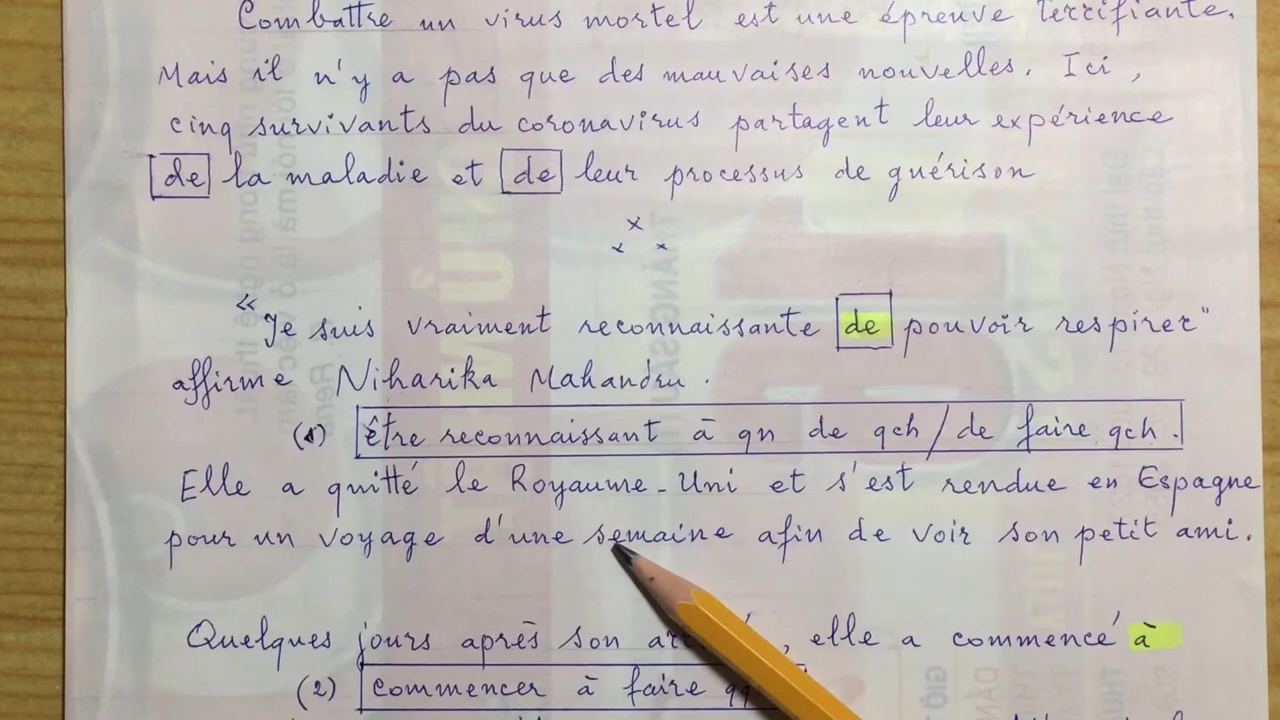 Combattre un virus mortel est une épreuve terrifiante.
Mais il n'y a pas que des mauvaises nouvelles. Ici,
cinq survivants du coronavirus partagent leur expérience
de la maladie et de leur processus de guérison
« Je suis vraiment reconnaissante de pouvoir respirer"
affirme Niharika Mahandru.
(1) être reconnaissant à qn de qch / de faire qch.
Elle a quitté le Royaume-Uni et s'est rendue en Espagne
pour un voyage d'une semaine afin de voir son petit ami.
Quelques jours après son , elle a commencé à
(2) commencer à faire